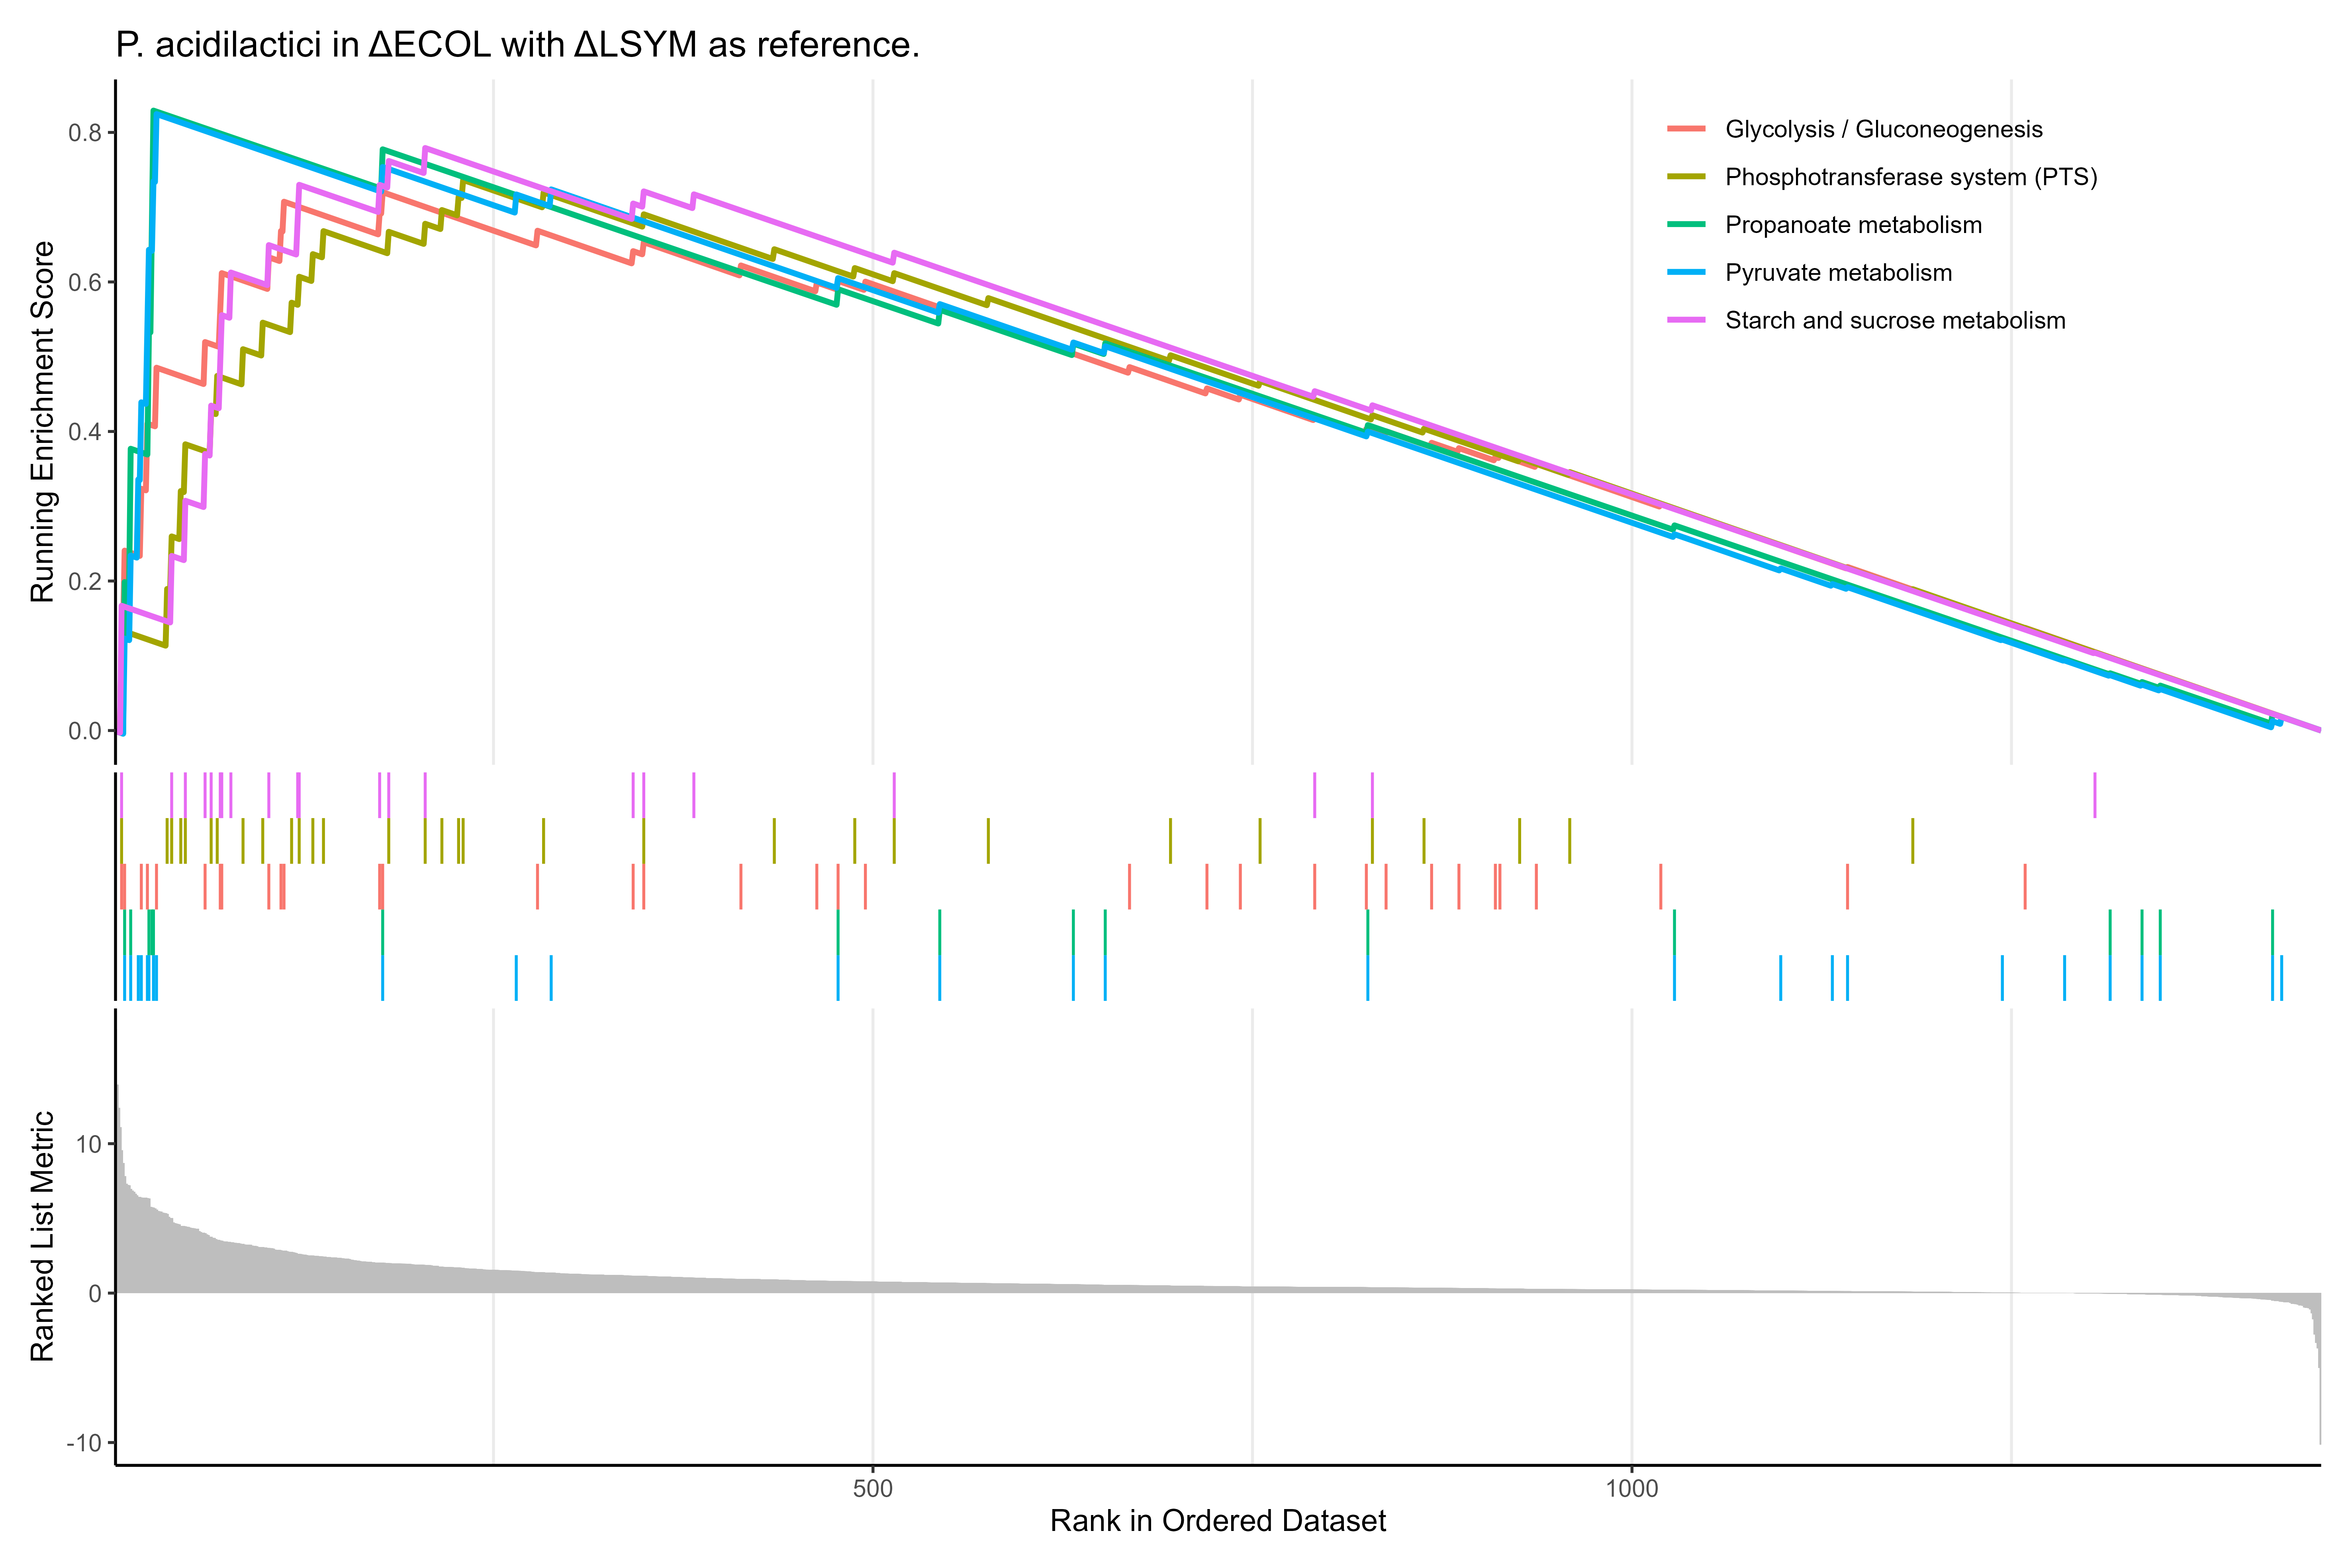 P. acidilactici in ΔECOL with ΔLSYM as reference.
Running Enrichment Score
0.8
0.6
0.4
0.2
0.0
Glycolysis / Gluconeogenesis
Phosphotransferase system (PTS)
Propanoate metabolism
Pyruvate metabolism
Starch and sucrose metabolism
Ranked List Metric
10
0
-10
500
1000
Rank in Ordered Dataset